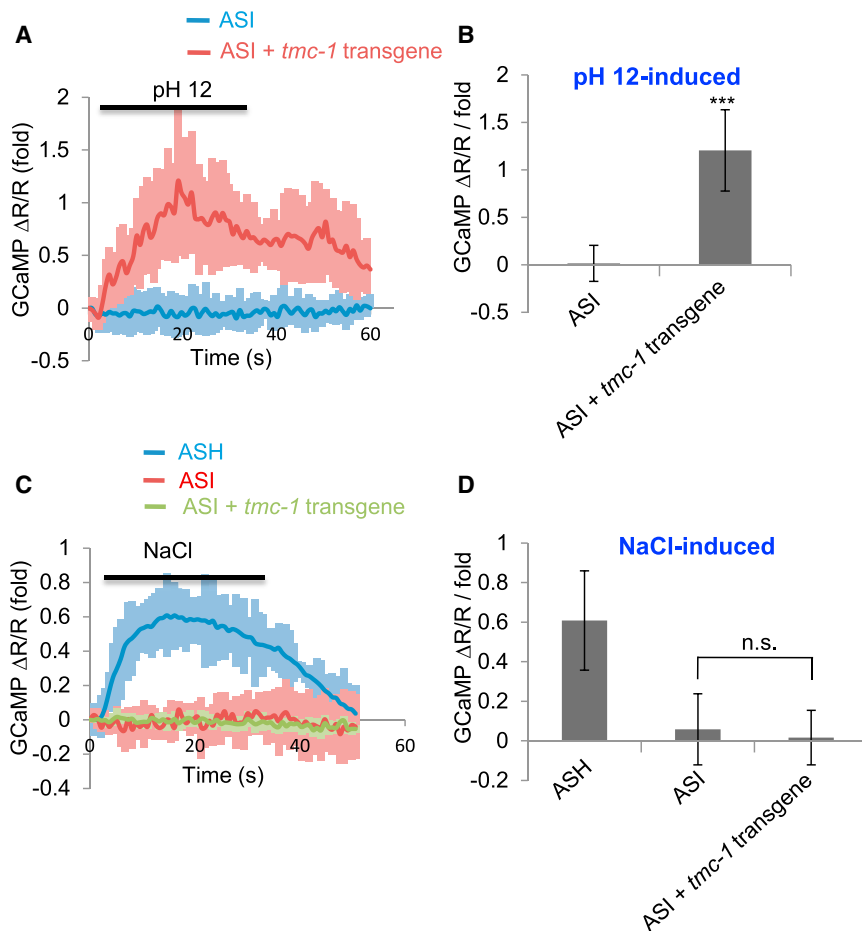 A
ASI
ASI + tmc-1 transgene
pH 12
GCaMP ΔR/R (fold)
2
1.5
1
0.5
0
-0.5
0
20
40
60
Time (s)
B
pH 12-induced
***
GCaMP ΔR/R / fold
2
1.5
1
0.5
0
-0.5
ASI
ASI + tmc-1 transgene
C
ASH
ASI
ASI + tmc-1 transgene
NaCl
GCaMP ΔR/R (fold)
1
0.8
0.6
0.4
0.2
0
-0.2
-0.4
0
20
40
60
Time (s)
D
NaCl-induced
n.s.
GCaMP ΔR/R / fold
1
0.8
0.6
0.4
0.2
0
-0.2
ASH
ASI
ASI + tmc-1 transgene